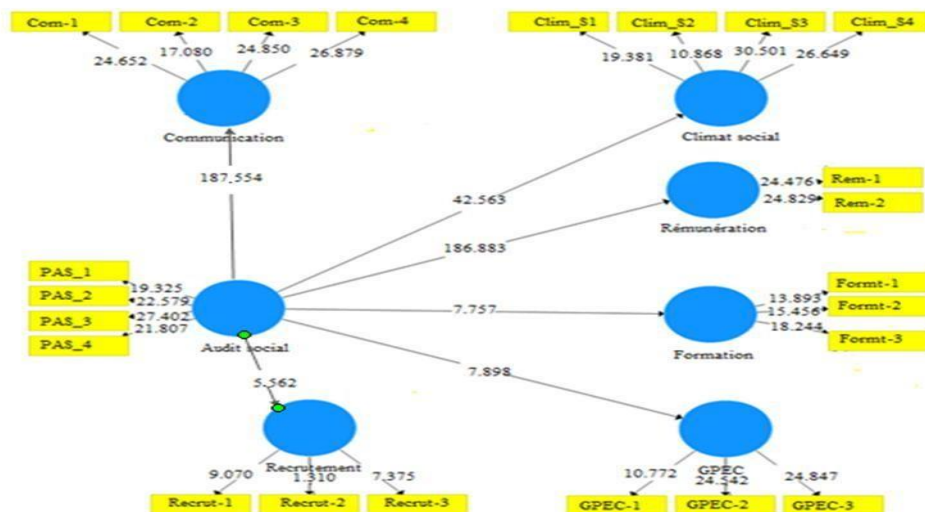 Com-1 Com-2 Com-3 Com-4
24.652 17.080 24.850 26.879
Communication
Clim_S1 Clim_S2 Clim_S3 Clim_S4
19.381 10.868 30.501 26.649
Climat social
187.554
42.563
24.476 Rem-1
24.829 Rem-2
Rémunération
186.883
PAS_1 19.325
PAS_2 22.579
PAS_3 27.402
PAS_4 21.807
Audit social
7.757
13.893 Formt-1
15.456 Formt-2
18.244 Formt-3
Formation
7.898
5.562
Recrutement
9.070 1.310 7.375
Recrut-1 Recrut-2 Recrut-3
GPEC
10.772 24.542 24.847
GPEC-1 GPEC-2 GPEC-3